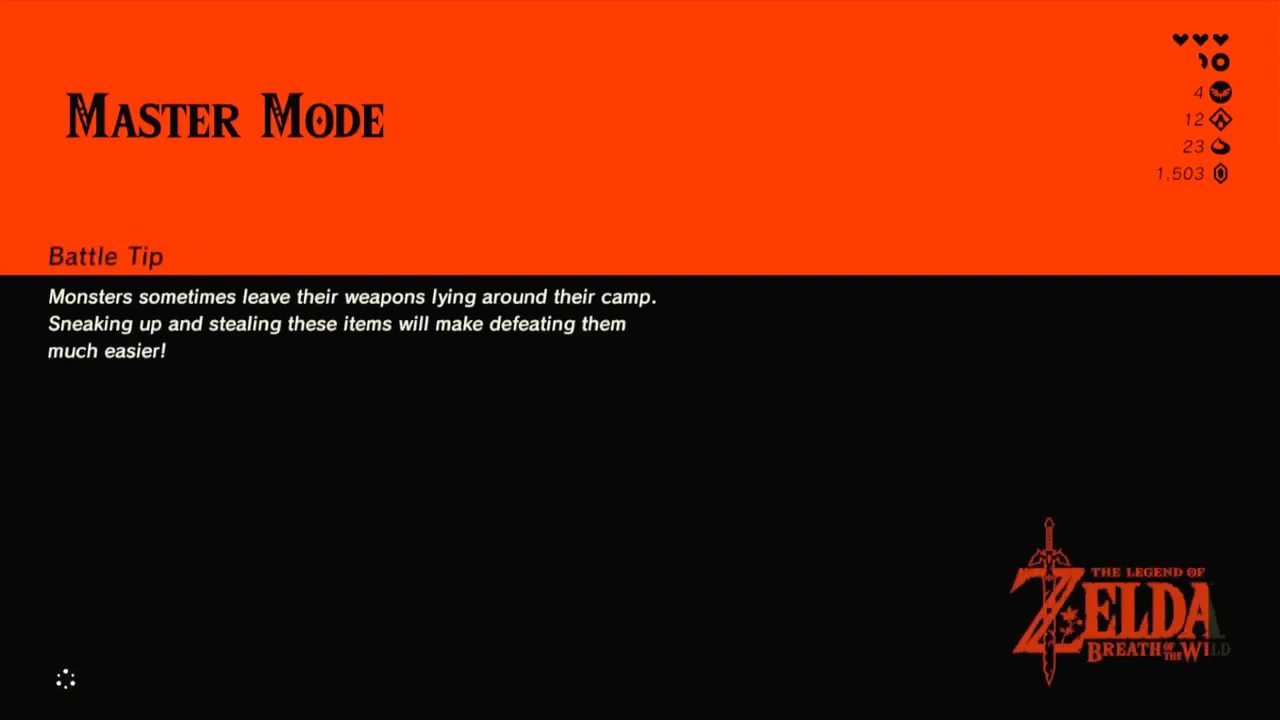 MASTER MODE
4
12
23
1,503
Battle Tip
Monsters sometimes leave their weapons lying around their camp.
Sneaking up and stealing these items will make defeating them
much easier!
THE LEGEND OF
ZELDA
BREATH OF THE WILD